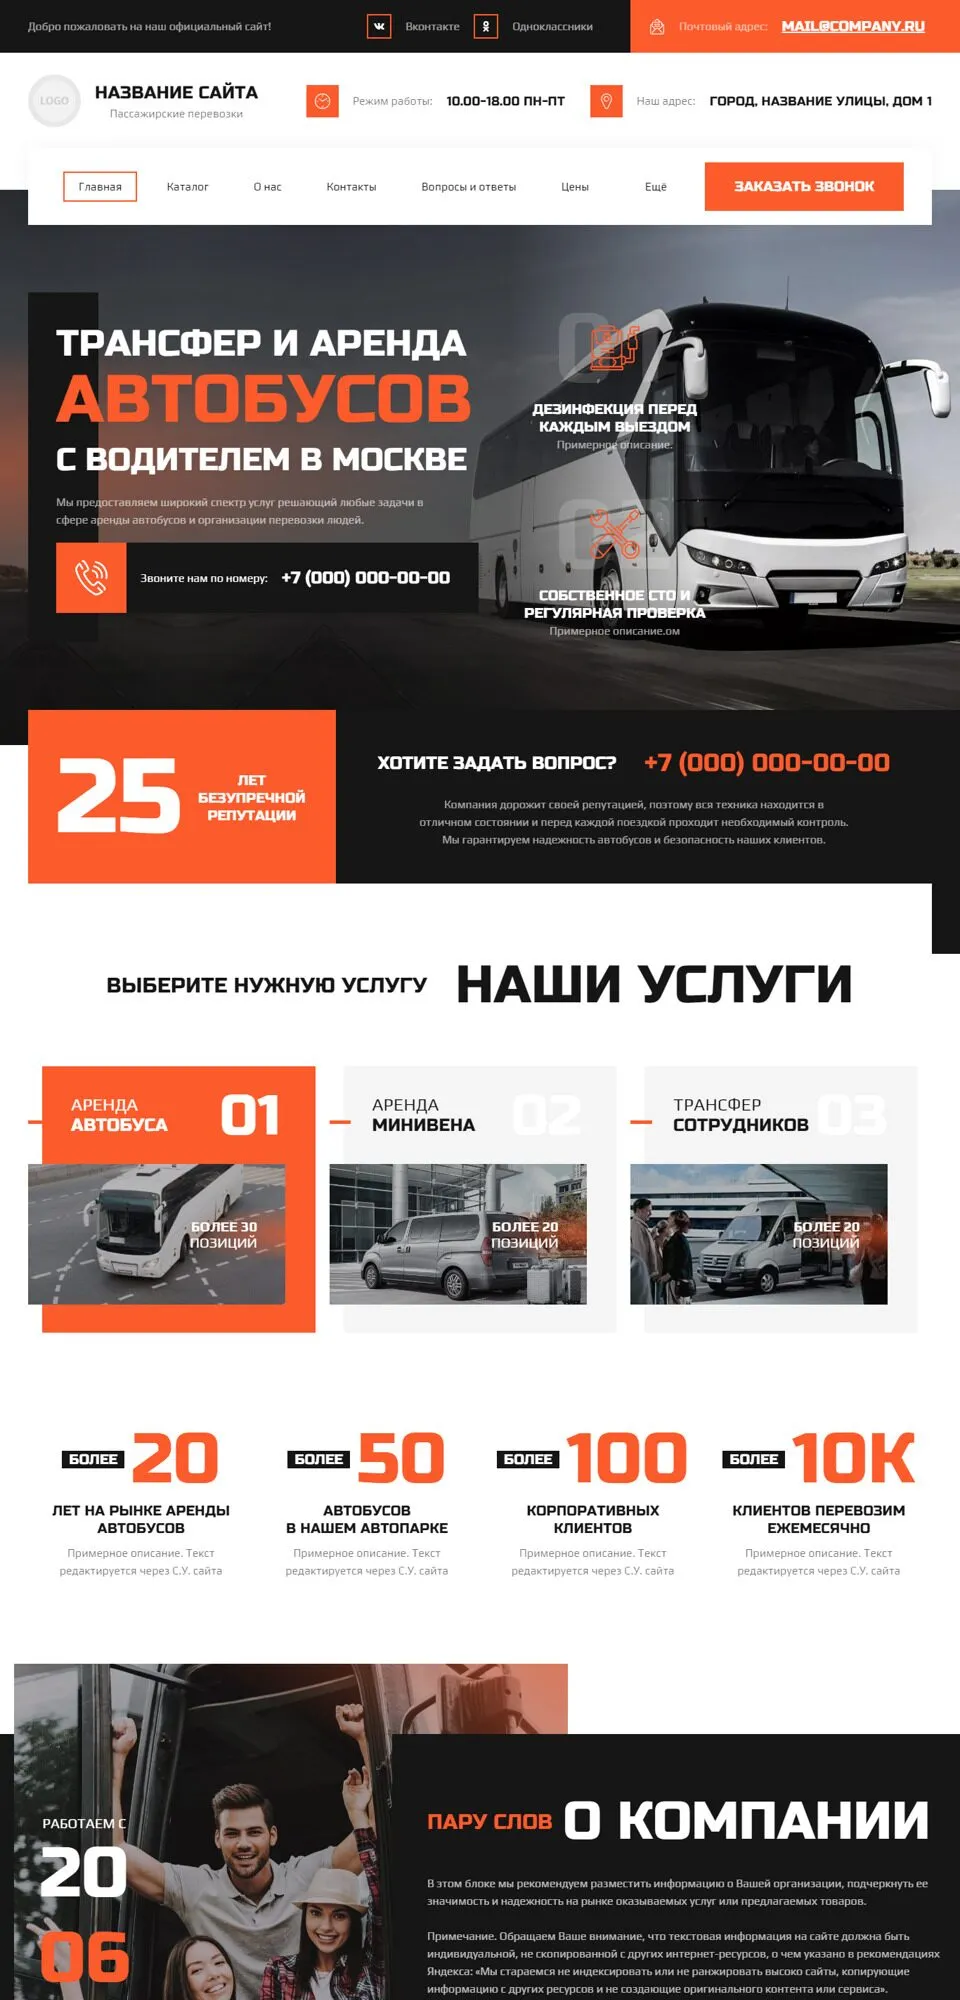 Добро пожаловать на наш официальный сайт!
Вконтакте
Одноклассники
Почтовый адрес:
MAIL@COMPANY.RU
LOGO
НАЗВАНИЕ САЙТА
Пассажирские перевозки
Режим работы:
10.00-18.00 ПН-ПТ
Наш адрес:
ГОРОД, НАЗВАНИЕ УЛИЦЫ, ДОМ 1
Главная
Каталог
О нас
Контакты
Вопросы и ответы
Цены
Ещё
ЗАКАЗАТЬ ЗВОНОК
ТРАНСФЕР И АРЕНДА
АВТОБУСОВ
С ВОДИТЕЛЕМ В МОСКВЕ
Мы предоставляем широкий спектр услуг решающий любые задачи в
сфере аренды автобусов и организации перевозки людей.
Звоните нам по номеру:
+7 (000) 000-00-00
ДЕЗИНФЕКЦИЯ ПЕРЕД
КАЖДЫМ ВЫЕЗДОМ
Примерное описание.
СОБСТВЕННОЕ СТО И
РЕГУЛЯРНАЯ ПРОВЕРКА
Примерное описание.ом
25
ЛЕТ
БЕЗУПРЕЧНОЙ
РЕПУТАЦИИ
ХОТИТЕ ЗАДАТЬ ВОПРОС?
+7 (000) 000-00-00
Компания дорожит своей репутацией, поэтому вся техника находится в
отличном состоянии и перед каждой поездкой проходит необходимый контроль.
Мы гарантируем надежность автобусов и безопасность наших клиентов.
ВЫБЕРИТЕ НУЖНУЮ УСЛУГУ
НАШИ УСЛУГИ
АРЕНДА
АВТОБУСА
01
БОЛЕЕ 30
ПОЗИЦИЙ
АРЕНДА
МИНИВЕНА
02
БОЛЕЕ 20
ПОЗИЦИЙ
ТРАНСФЕР
СОТРУДНИКОВ
03
БОЛЕЕ 20
ПОЗИЦИЙ
БОЛЕЕ
20
ЛЕТ НА РЫНКЕ АРЕНДЫ
АВТОБУСОВ
Примерное описание. Текст
редактируется через С.У. сайта
БОЛЕЕ
50
АВТОБУСОВ
В НАШЕМ АВТОПАРКЕ
Примерное описание. Текст
редактируется через С.У. сайта
БОЛЕЕ
100
КОРПОРАТИВНЫХ
КЛИЕНТОВ
Примерное описание. Текст
редактируется через С.У. сайта
БОЛЕЕ
10К
КЛИЕНТОВ ПЕРЕВОЗИМ
ЕЖЕМЕСЯЧНО
Примерное описание. Текст
редактируется через С.У. сайта
РАБОТАЕМ С
20
06
ПАРУ СЛОВ
О КОМПАНИИ
В этом блоке мы рекомендуем разместить информацию о Вашей организации, подчеркнуть ее
значимость и надежность на рынке оказываемых услуг или предлагаемых товаров.
Примечание. Обращаем Ваше внимание, что текстовая информация на сайте должна быть
индивидуальной, не скопированной с других интернет-ресурсов, о чем указано в рекомендациях
Яндекса: «Мы стараемся не индексировать или не ранжировать высоко сайты, копирующие
информацию с других ресурсов и не создающие оригинального контента или сервиса».